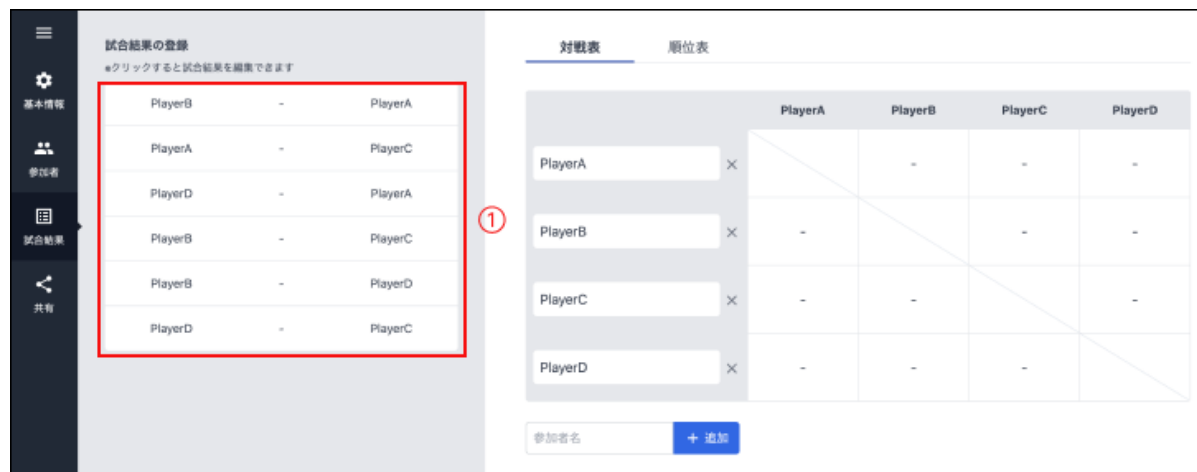 基本情報
参加者
試合結果
共有
試合結果の登録
※クリックすると試合結果を編集できます
PlayerB - PlayerA
PlayerA - PlayerC
PlayerD - PlayerA
PlayerB - PlayerC
PlayerB - PlayerD
PlayerD - PlayerC
①
対戦表 順位表
PlayerA PlayerB PlayerC PlayerD
PlayerA × - - -
PlayerB × - - -
PlayerC × - - -
PlayerD × - - -
参加者名 + 追加